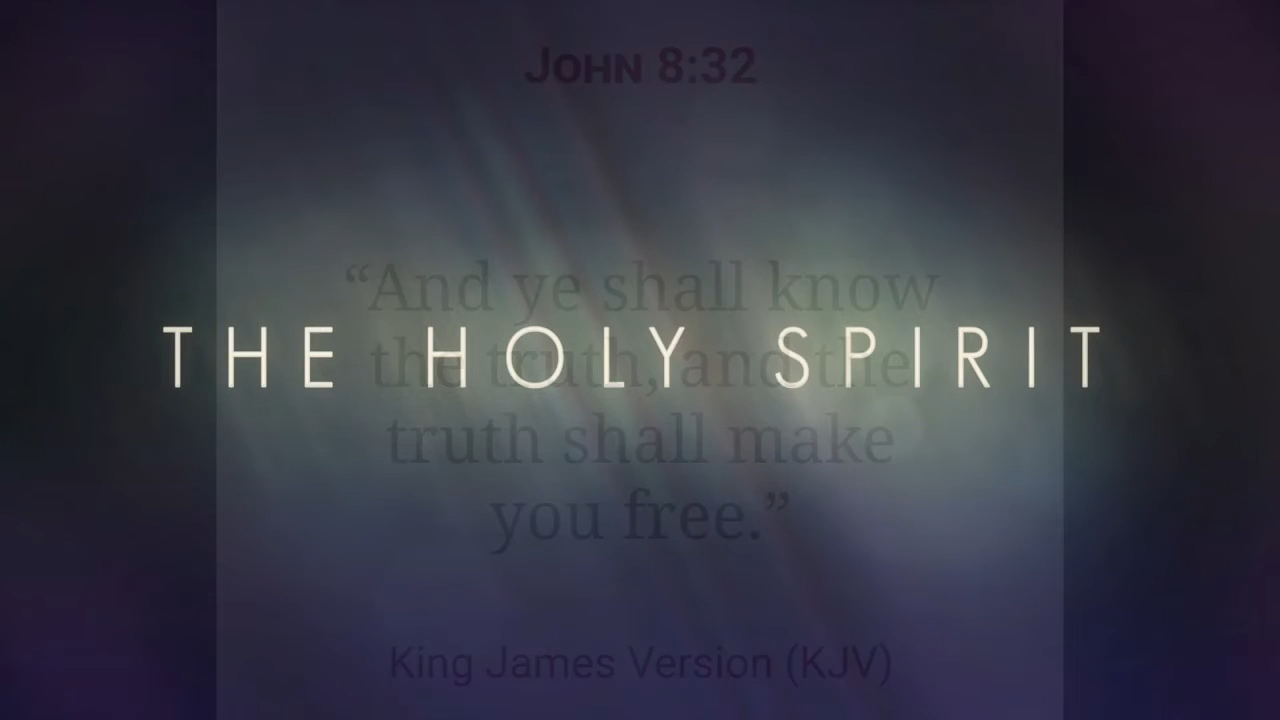 John 8:32
“And ye shall know
THE HOLY SPIRIT
the truth, and the
truth shall make
you free.”
King James Version (KJV)